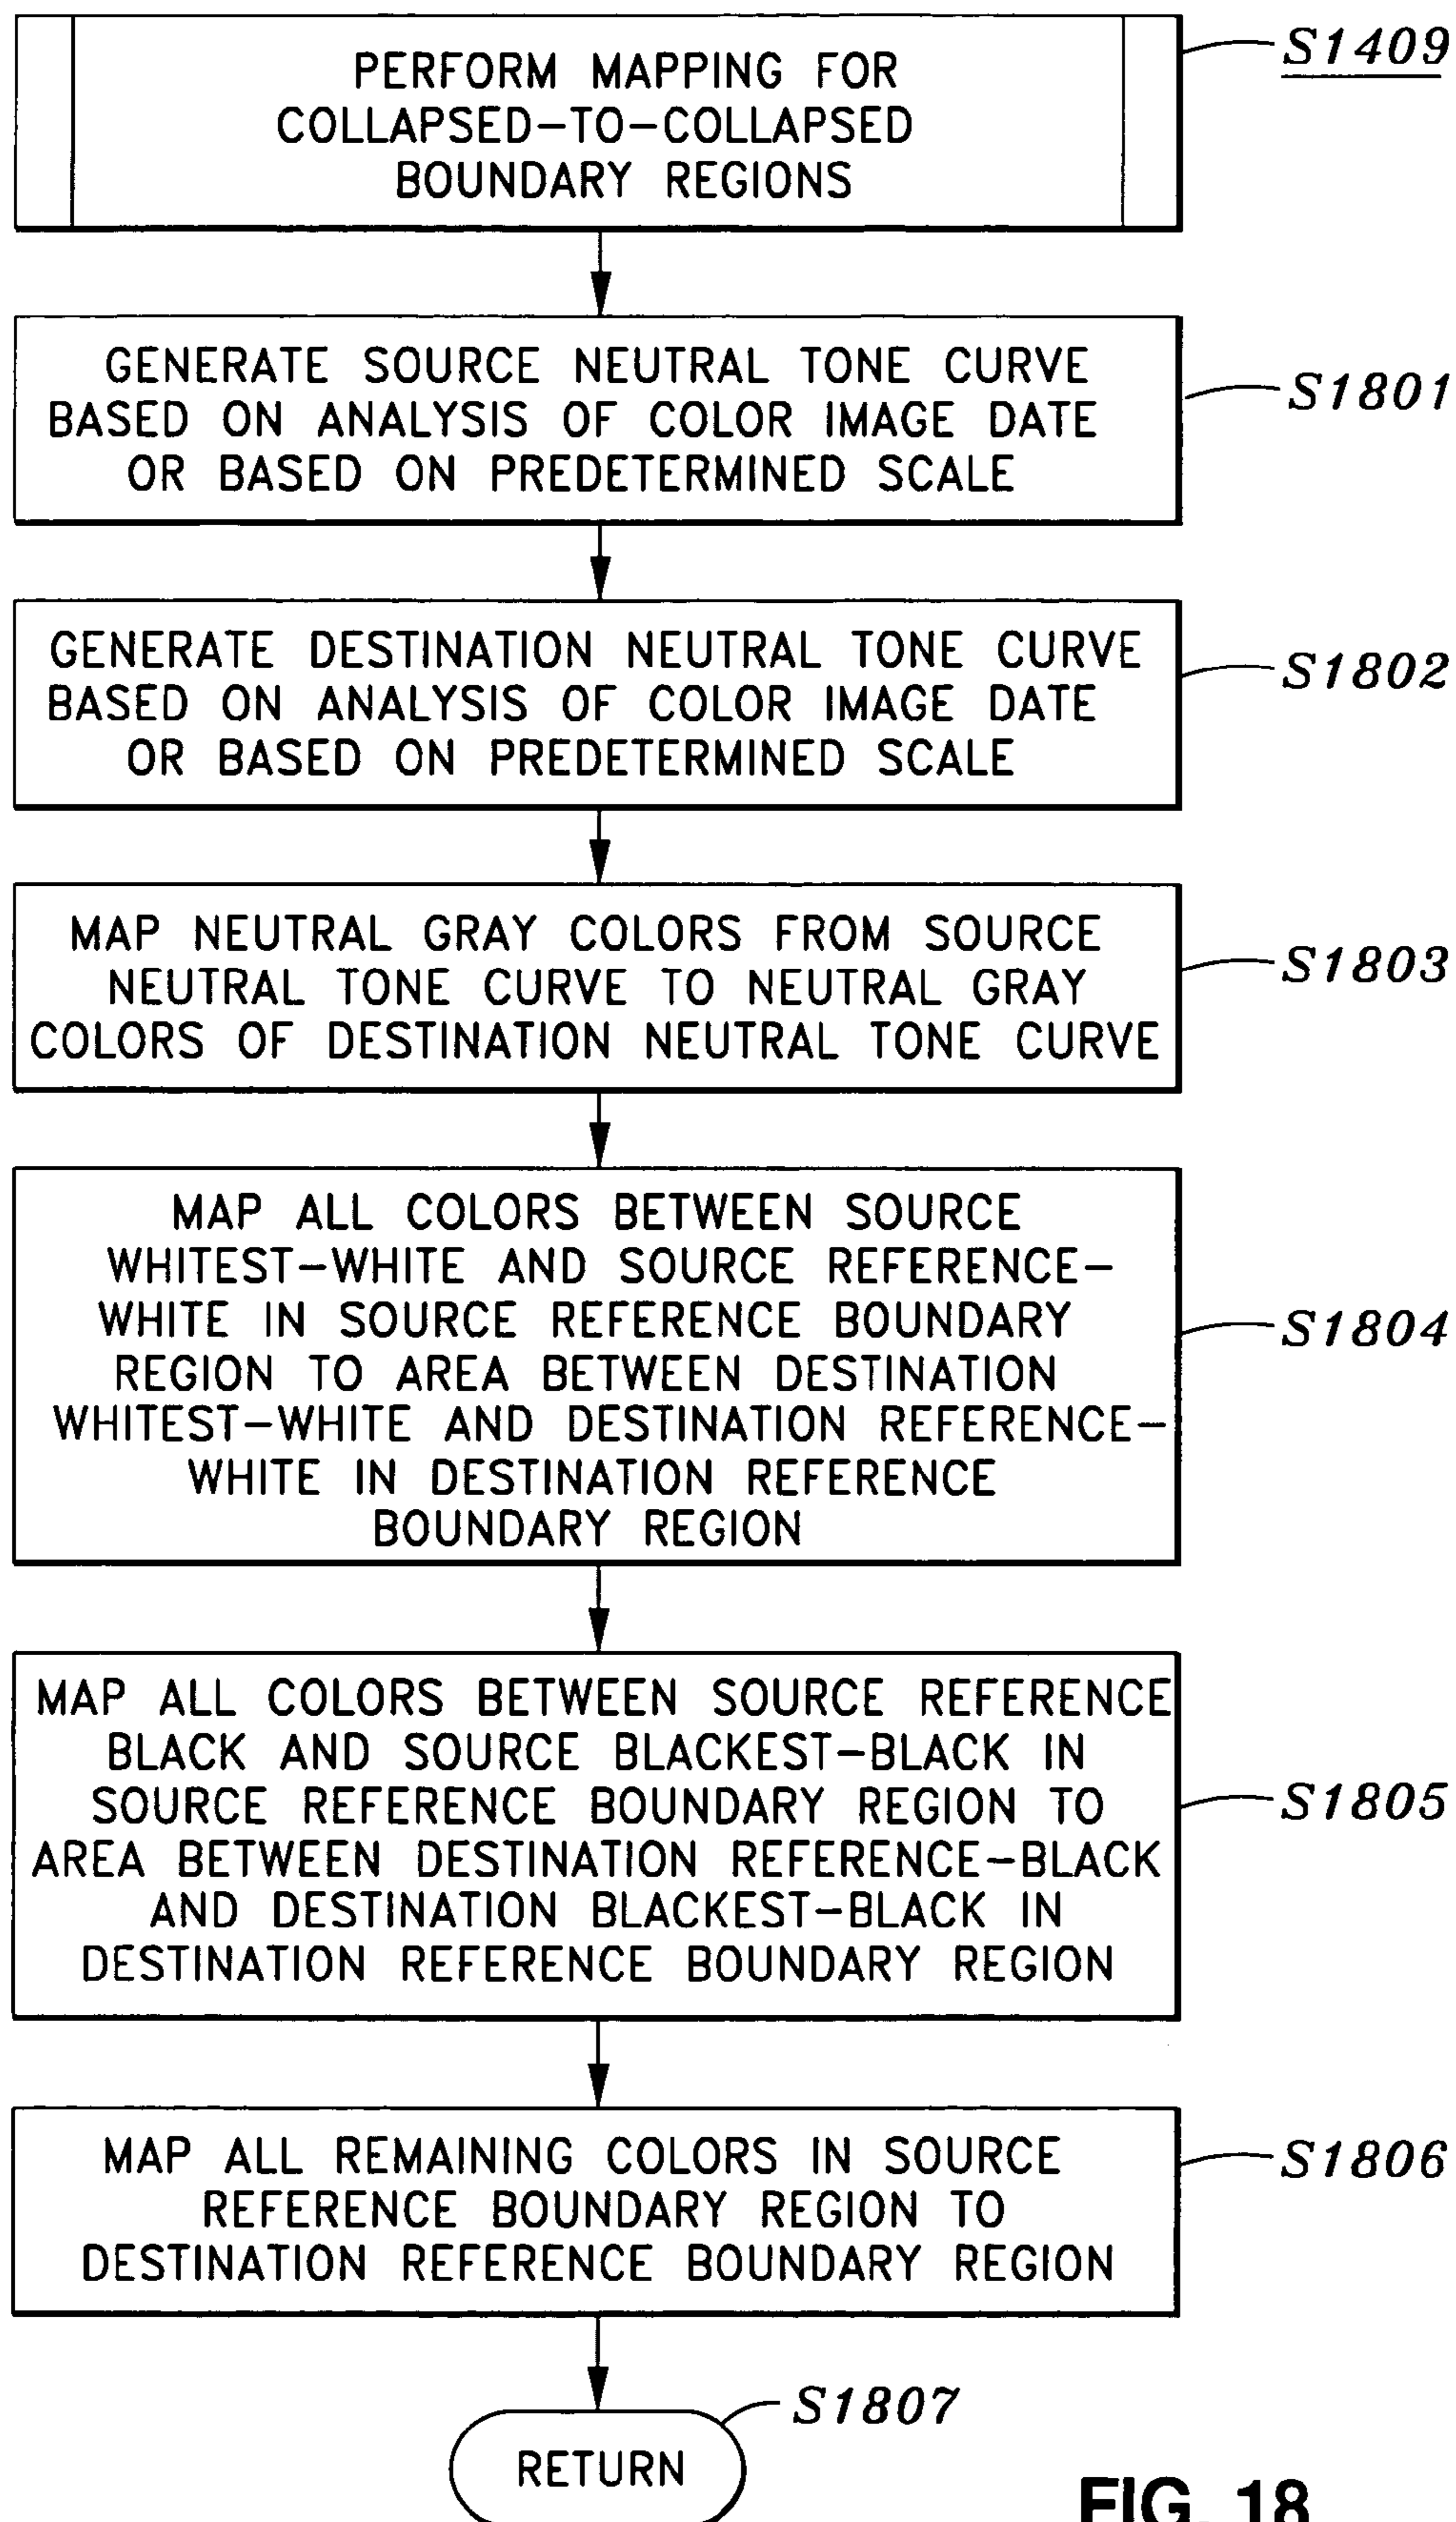 PERFORM MAPPING FOR
COLLAPSED-TO-COLLAPSED
BOUNDARY REGIONS
S1409
GENERATE SOURCE NEUTRAL TONE CURVE
BASED ON ANALYSIS OF COLOR IMAGE DATE
OR BASED ON PREDETERMINED SCALE
S1801
GENERATE DESTINATION NEUTRAL TONE CURVE
BASED ON ANALYSIS OF COLOR IMAGE DATE
OR BASED ON PREDETERMINED SCALE
S1802
MAP NEUTRAL GRAY COLORS FROM SOURCE
NEUTRAL TONE CURVE TO NEUTRAL GRAY
COLORS OF DESTINATION NEUTRAL TONE CURVE
S1803
MAP ALL COLORS BETWEEN SOURCE
WHITEST-WHITE AND SOURCE REFERENCE-
WHITE IN SOURCE REFERENCE BOUNDARY
REGION TO AREA BETWEEN DESTINATION
WHITEST-WHITE AND DESTINATION REFERENCE-
WHITE IN DESTINATION REFERENCE
BOUNDARY REGION
S1804
MAP ALL COLORS BETWEEN SOURCE REFERENCE
BLACK AND SOURCE BLACKEST-BLACK IN
SOURCE REFERENCE BOUNDARY REGION TO
AREA BETWEEN DESTINATION REFERENCE-BLACK
AND DESTINATION BLACKEST-BLACK IN
DESTINATION REFERENCE BOUNDARY REGION
S1805
MAP ALL REMAINING COLORS IN SOURCE
REFERENCE BOUNDARY REGION TO
DESTINATION REFERENCE BOUNDARY REGION
S1806
S1807
RETURN
FIG. 18